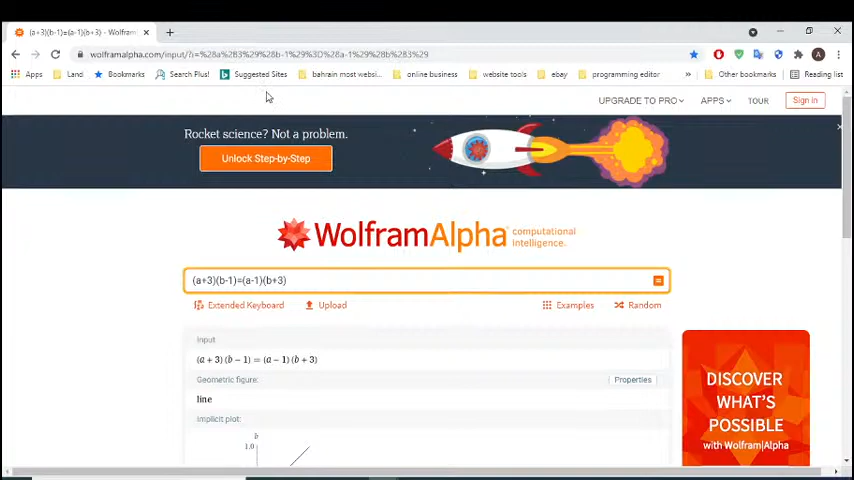 (a+3)(b-1)=(a-1)(b+3) - Wolfram
wolframalpha.com/input/?i=%28a%2B3%29%28b-1%29%3D%28a-1%29%28b%2B3%29
Apps Land Bookmarks Search Plus! Suggested Sites bahrain most websi... online business website tools ebay programming editor » Other bookmarks Reading list
UPGRADE TO PRO APPS TOUR Sign in
Rocket science? Not a problem.
Unlock Step-by-Step
WolframAlpha computational intelligence.
(a+3)(b-1)=(a-1)(b+3)
Extended Keyboard Upload Examples Random
Input
(a + 3) (b − 1) = (a − 1) (b + 3)
Geometric figure: Properties
line
Implicit plot:
b
1.0
DISCOVER
WHAT'S
POSSIBLE
with Wolfram|Alpha
A